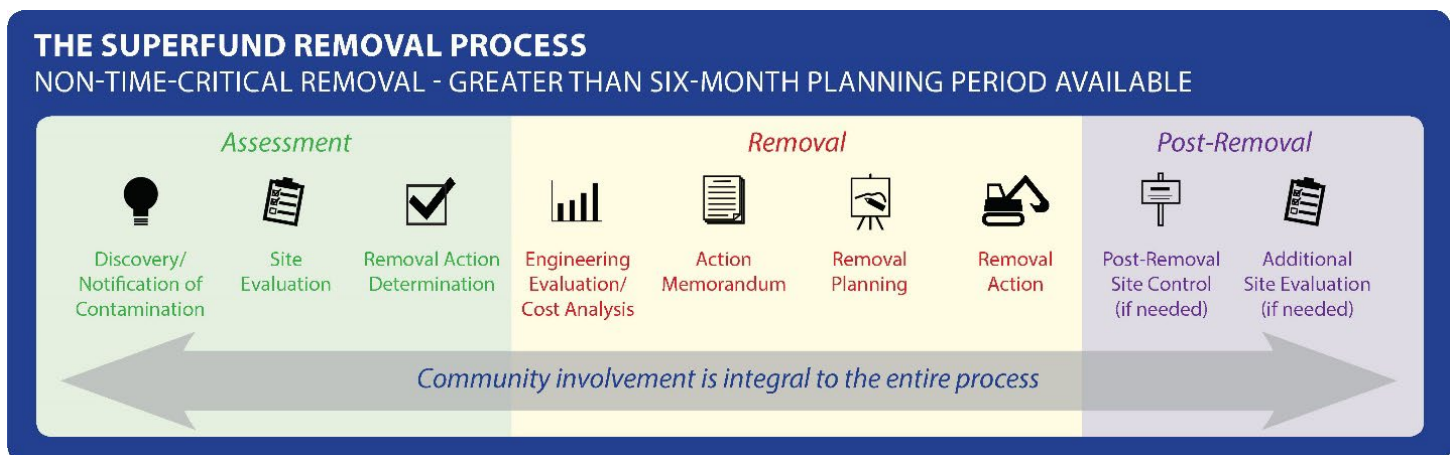 THE SUPERFUND REMOVAL PROCESS
NON-TIME-CRITICAL REMOVAL - GREATER THAN SIX-MONTH PLANNING PERIOD AVAILABLE
Assessment
Discovery/
Notification of
Contamination
Site
Evaluation
Removal Action
Determination
Removal
Engineering
Evaluation/
Cost Analysis
Action
Memorandum
Removal
Planning
Removal
Action
Post-Removal
Post-Removal
Site Control
(if needed)
Additional
Site Evaluation
(if needed)
Community involvement is integral to the entire process